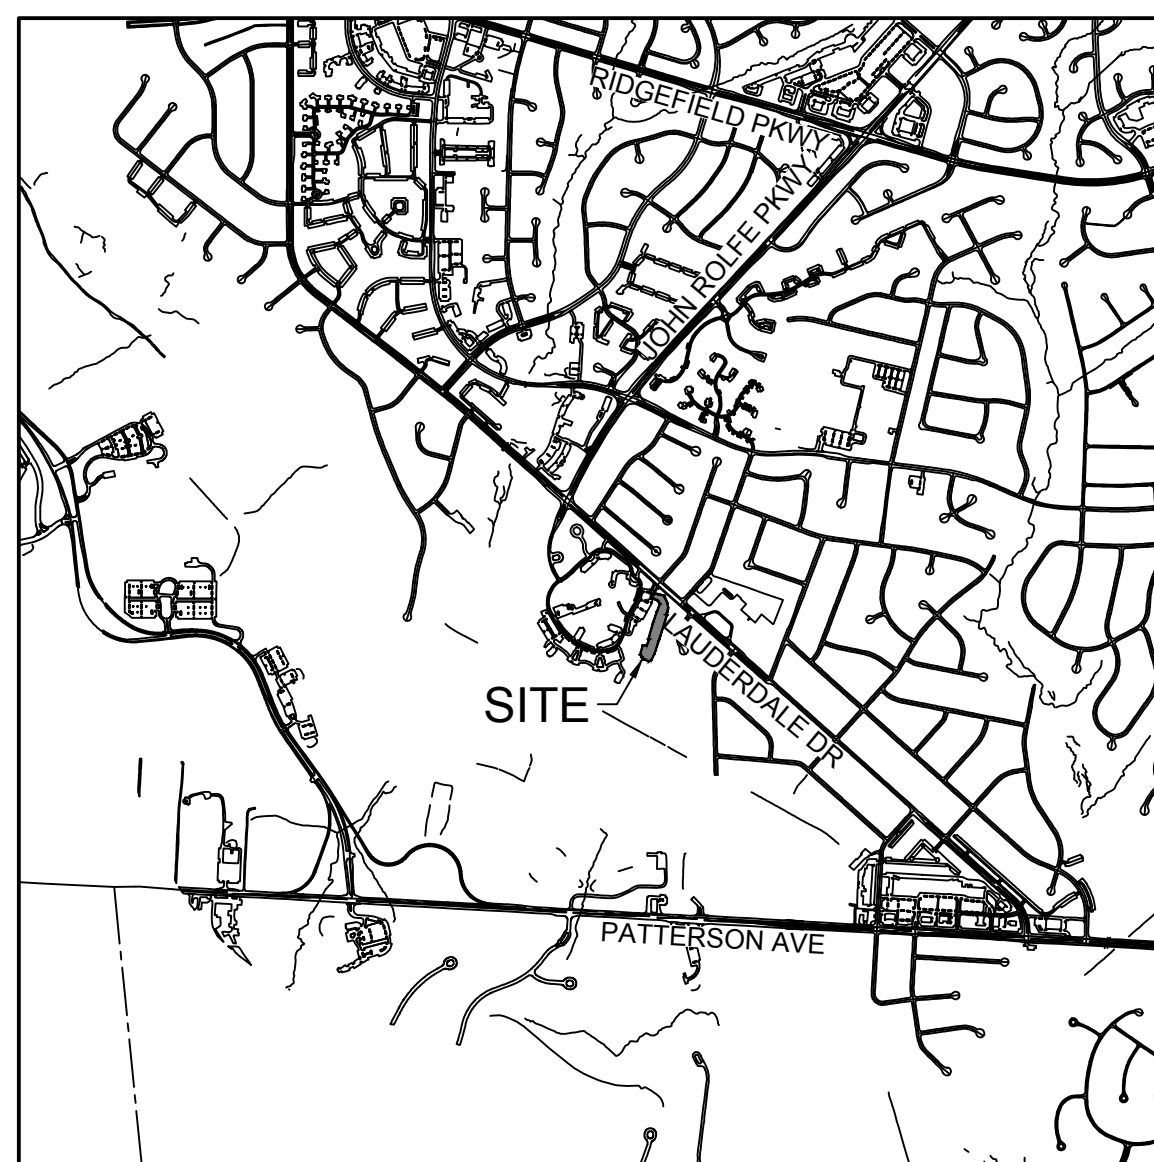 RIDGEFIELD PKWY
JOHN ROLFE PKWY
LAUDERDALE DR
SITE
PATTERSON AVE